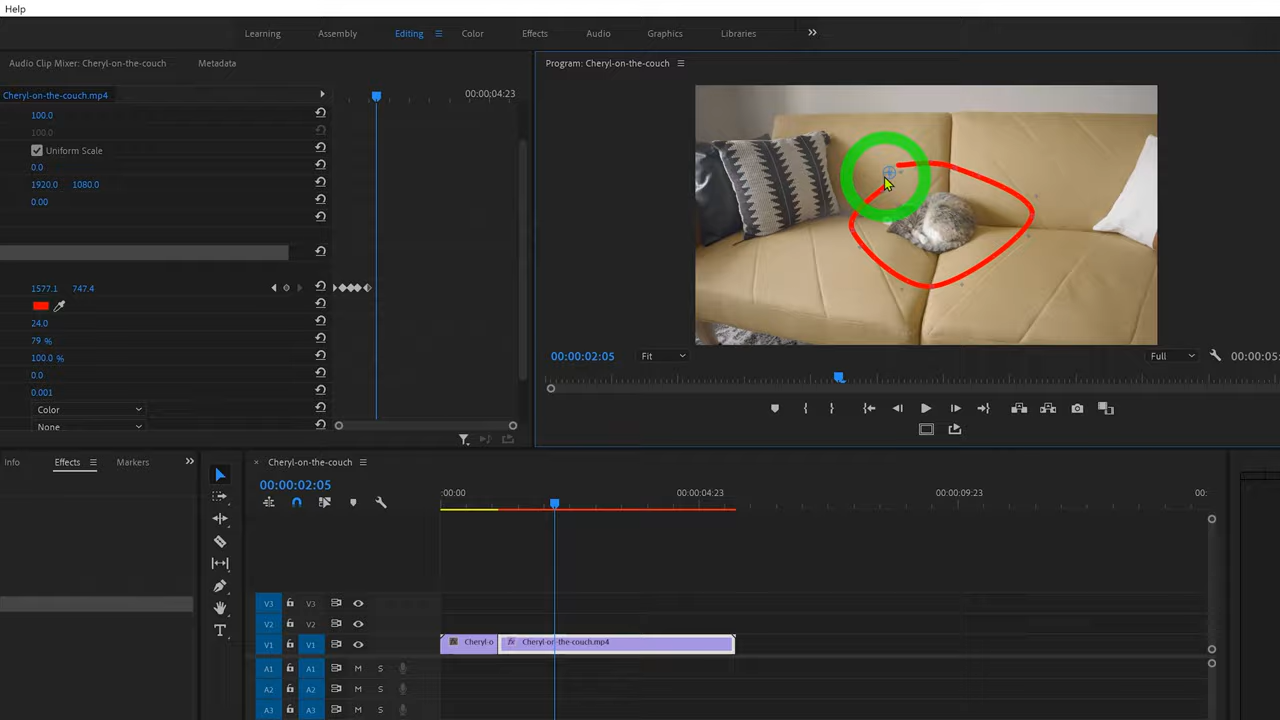 Help
Learning Assembly Editing Color Effects Audio Graphics Libraries
Audio Clip Mixer: Cheryl-on-the-couch Metadata
Program: Cheryl-on-the-couch
Cheryl-on-the-couch.mp4
00:00;04:23
100.0
100.0
Uniform Scale
0.0
1920.0 1080.0
0.00
1577.1 747.4
24.0
79 %
100.0 %
0.0
0.001
Color
None
00:00:02:05 Fit Full 00:00:05:
Info Effects Markers
Cheryl-on-the-couch
00:00:02:05
:00:00 00:00:04:23 00:00:09:23 00:
V3 V3
V2 V2
V1 V1 Cheryl-o fx Cheryl-on-the-couch.mp4
A1 A1 M S
A2 A2 M S
A3 A3 M S